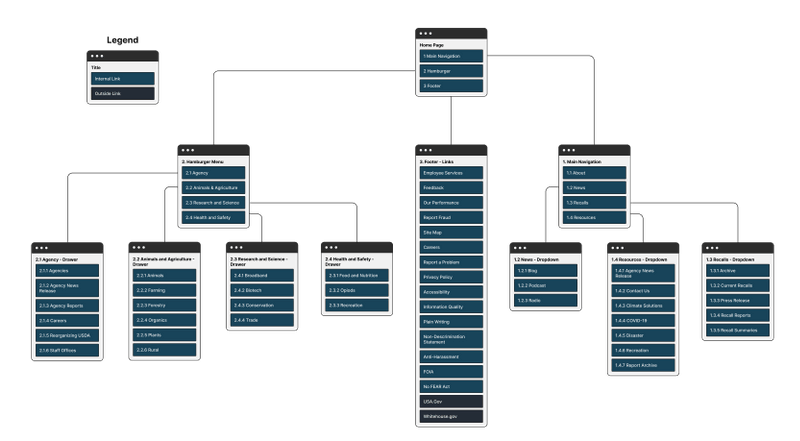 Legend
Title
Internal Link
Outside Link
Home Page
1 Main Navigation
2 Hamburger
3 Footer
2. Hamburger Menu
2.1 Agency
2.2 Animals & Agriculture
2.3 Research and Science
2.4 Health and Safety
3. Footer - Links
Employee Services
Feedback
Our Performance
Report Fraud
Site Map
Careers
Report a Problem
Privacy Policy
Accessibility
Information Quality
Plain Writing
Non-Descrimination
Statement
Anti-Harassment
FOIA
No FEAR Act
USA.Gov
Whitehouse.gov
1. Main Navigation
1.1 About
1.2 News
1.3 Recalls
1.4 Resources
2.1 Agency - Drawer
2.1.1 Agencies
2.1.2 Agency News
Release
2.1.3 Agency Reports
2.1.4 Careers
2.1.5 Reorganizing USDA
2.1.6 Staff Offices
2.2 Animals and Agriculture -
Drawer
2.2.1 Animals
2.2.2 Farming
2.2.3 Forestry
2.2.4 Organics
2.2.5 Plants
2.2.6 Rural
2.3 Research and Science -
Drawer
2.4.1 Broadband
2.4.2 Biotech
2.4.3 Conservation
2.4.4 Trade
2.4 Health and Safety -
Drawer
2.3.1 Food and Nutrition
2.3.2 Opiods
2.3.3 Recreation
1.2 News - Dropdown
1.2.1 Blog
1.2.2 Podcast
1.2.3 Radio
1.4 Resources - Dropdown
1.4.1 Agency News
Release
1.4.2 Contact Us
1.4.3 Climate Solutions
1.4.4 COVID-19
1.4.5 Disaster
1.4.6 Recreation
1.4.7 Report Archive
1.3 Recalls - Dropdown
1.3.1 Archive
1.3.2 Current Recalls
1.3.3 Press Release
1.3.4 Recall Reports
1.3.5 Recall Summaries